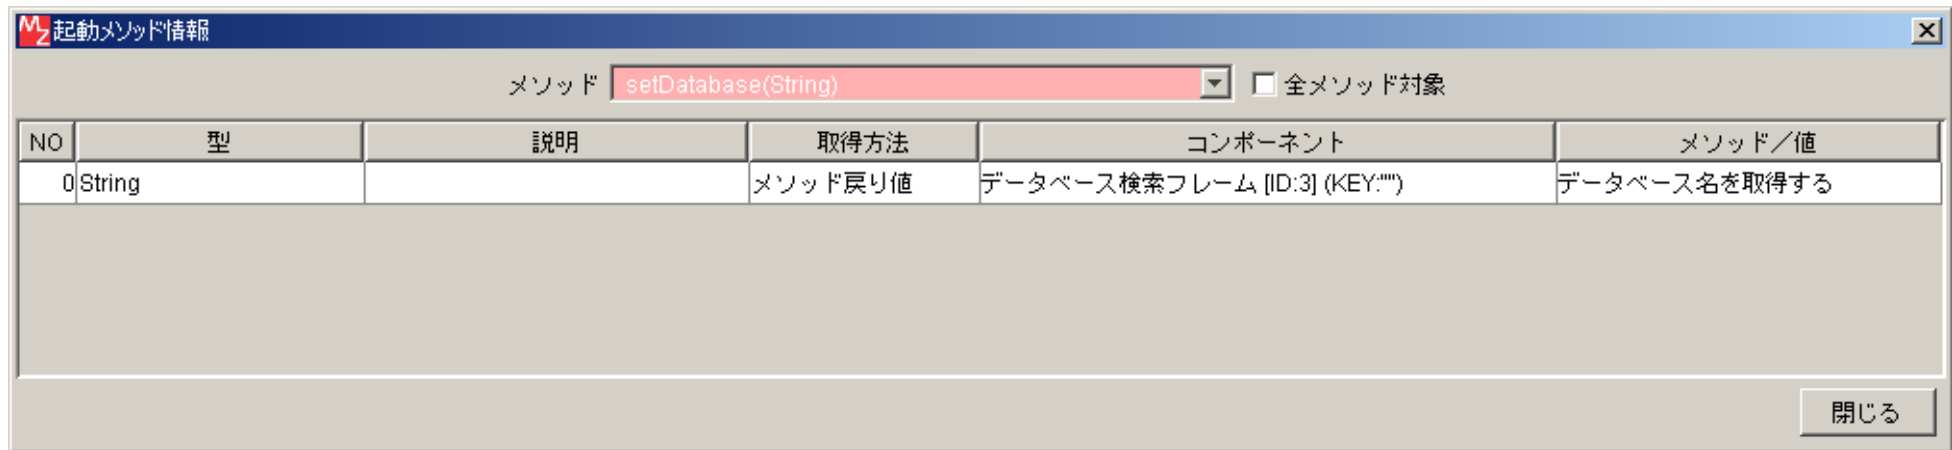 MZ 起動メソッド情報
メソッド setDatabase(String) 全メソッド対象
NO 型 説明 取得方法 コンポーネント メソッド／値
0 String メソッド戻り値 データベース検索フレーム [ID:3] (KEY:"") データベース名を取得する
閉じる